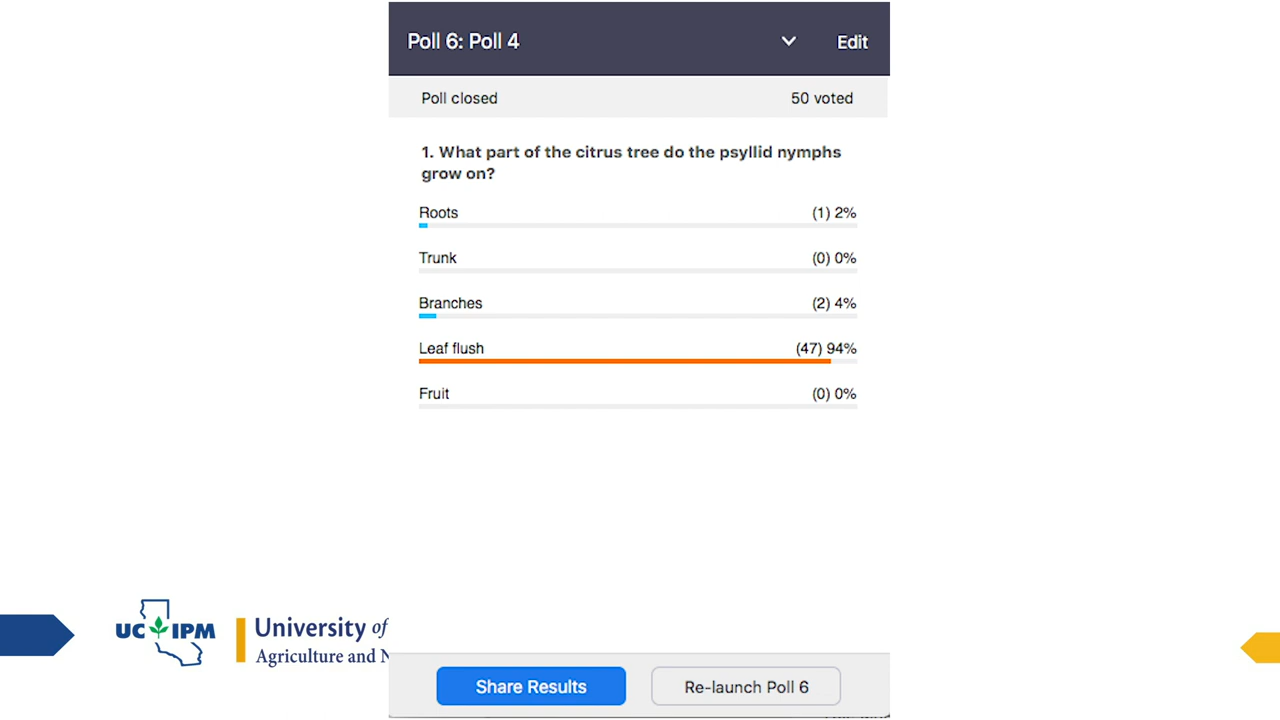 Poll 6: Poll 4
Edit
Poll closed
50 voted
1. What part of the citrus tree do the psyllid nymphs
grow on?
Roots
(1) 2%
Trunk
(0) 0%
Branches
(2) 4%
Leaf flush
(47) 94%
Fruit
(0) 0%
UC IPM
University of
Agriculture and
Share Results
Re-launch Poll 6